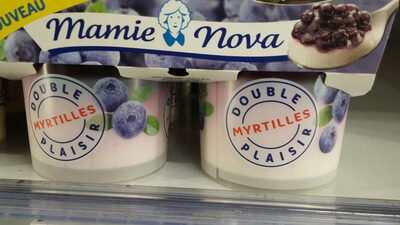 UVEAU
Mamie Nova
DOUBLE
MYRTILLES
PLAISIR
DOUBLE
MYRTILLES
PLAISIR